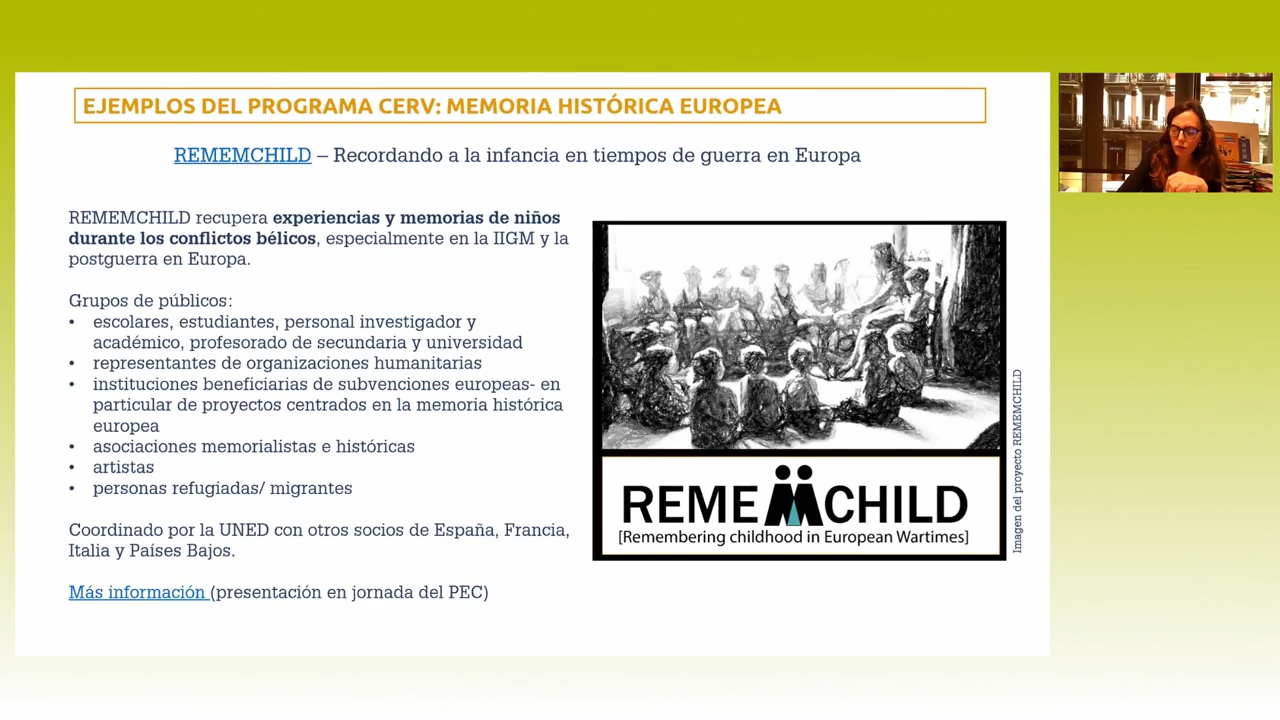 EJEMPLOS DEL PROGRAMA CERV: MEMORIA HISTÓRICA EUROPEA
REMEMCHILD – Recordando a la infancia en tiempos de guerra en Europa
REMEMCHILD recupera experiencias y memorias de niños
durante los conflictos bélicos, especialmente en la IIGM y la
postguerra en Europa.
Grupos de públicos:
• escolares, estudiantes, personal investigador y
académico, profesorado de secundaria y universidad
• representantes de organizaciones humanitarias
• instituciones beneficiarias de subvenciones europeas- en
particular de proyectos centrados en la memoria histórica
europea
• asociaciones memorialistas e históricas
• artistas
• personas refugiadas/ migrantes
Coordinado por la UNED con otros socios de España, Francia,
Italia y Países Bajos.
Más información (presentación en jornada del PEC)
REMEMCHILD
[Remembering childhood in European Wartimes]
Imagen del proyecto REMEMCHILD